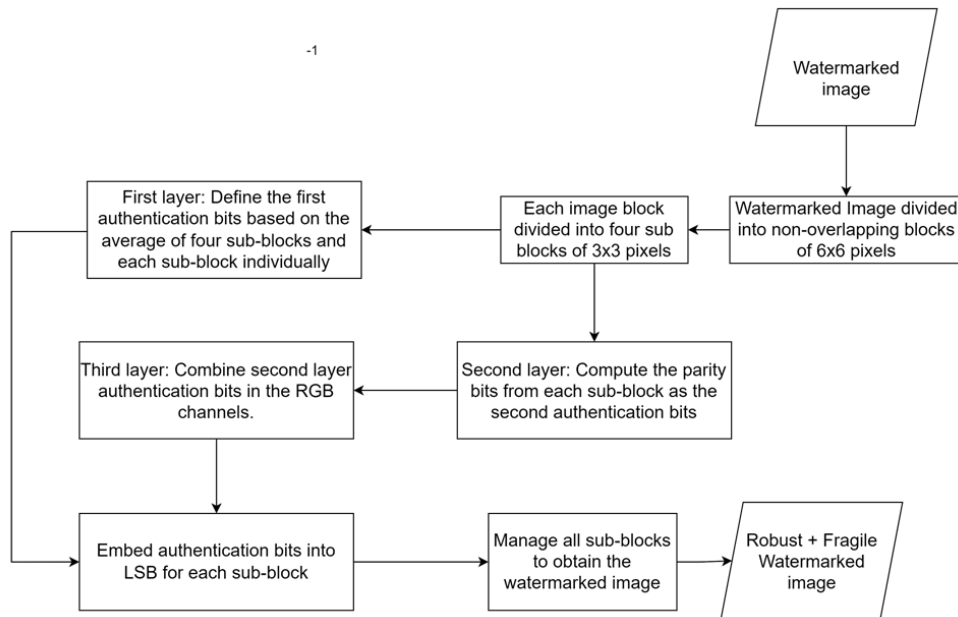 -1
Watermarked
image
First layer: Define the first
authentication bits based on the
average of four sub-blocks and
each sub-block individually
Each image block
divided into four sub
blocks of 3x3 pixels
Watermarked Image divided
into non-overlapping blocks
of 6x6 pixels
Third layer: Combine second layer
authentication bits in the RGB
channels.
Second layer: Compute the parity
bits from each sub-block as the
second authentication bits
Embed authentication bits into
LSB for each sub-block
Manage all sub-blocks
to obtain the
watermarked image
Robust + Fragile
Watermarked
image